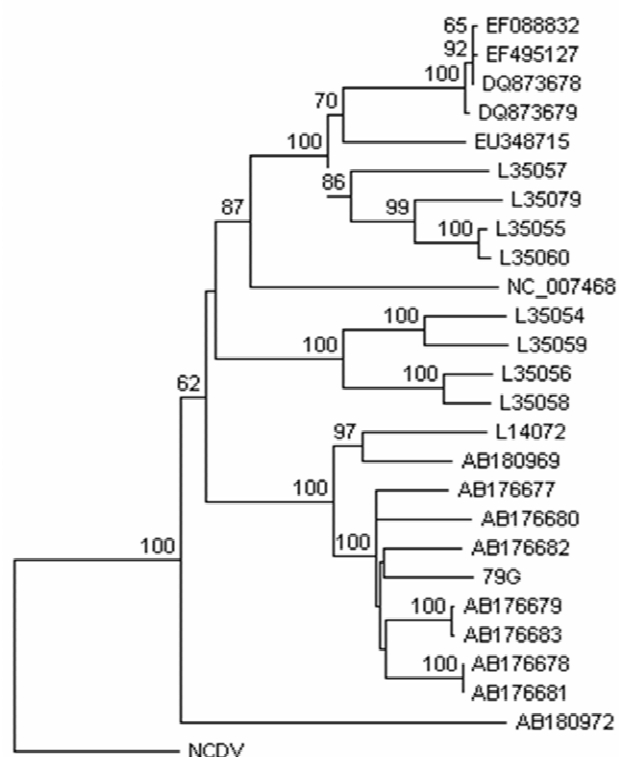 65 EF088832
92 EF495127
100 DQ873678
70 DQ873679
100 EU348715
86 L35057
99 L35079
87 100 L35055
L35060
NC_007468
100 L35054
100 L35059
62 100 L35056
L35058
97 L14072
AB180969
100 AB176677
AB176680
100 100 AB176682
79G
100 AB176679
AB176683
100 AB176678
AB176681
AB180972
NCDV